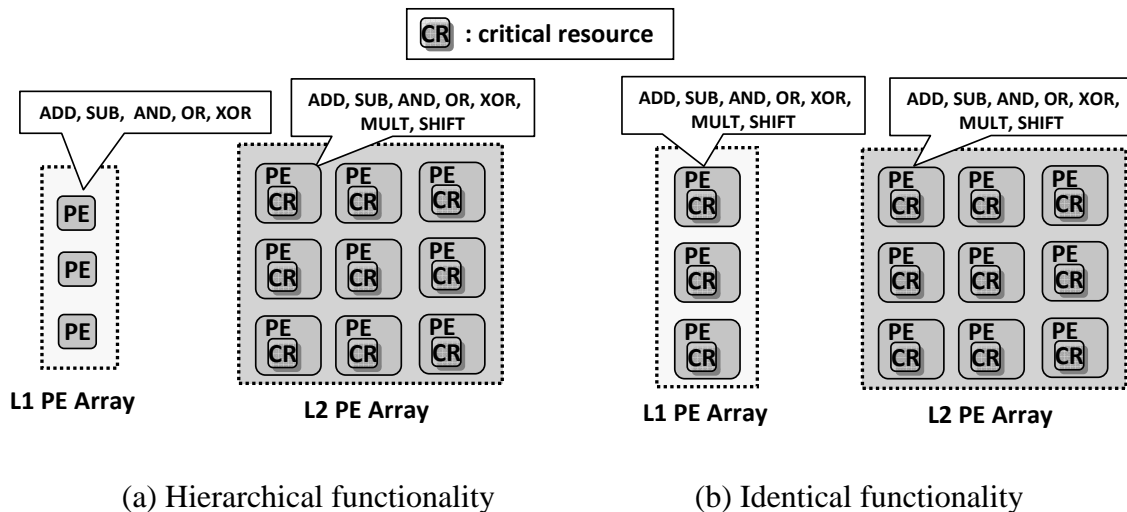 CR : critical resource
ADD, SUB, AND, OR, XOR
ADD, SUB, AND, OR, XOR,
MULT, SHIFT
PE
PE
PE
PE CR PE CR PE CR
PE CR PE CR PE CR
PE CR PE CR PE CR
L1 PE Array
L2 PE Array
(a) Hierarchical functionality
ADD, SUB, AND, OR, XOR,
MULT, SHIFT
ADD, SUB, AND, OR, XOR,
MULT, SHIFT
PE CR
PE CR
PE CR
PE CR PE CR PE CR
PE CR PE CR PE CR
PE CR PE CR PE CR
L1 PE Array
L2 PE Array
(b) Identical functionality